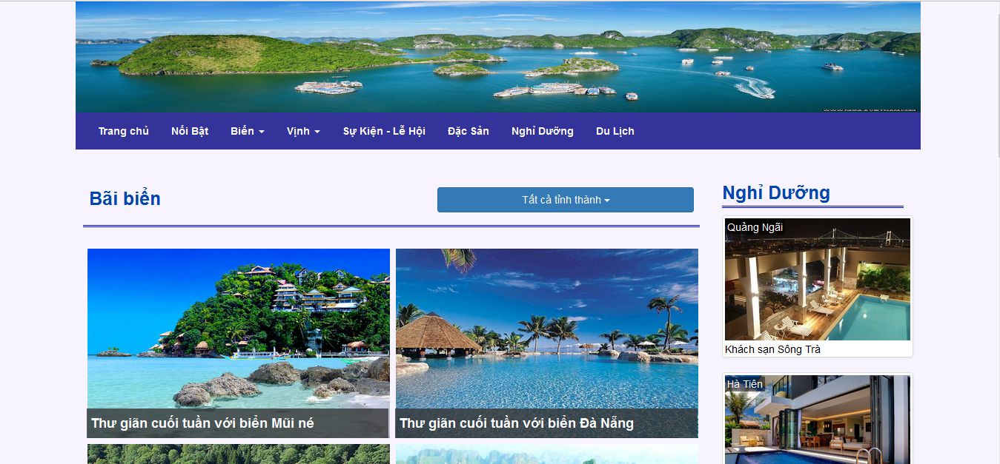 Trang chủ Nổi Bật Biển Vịnh Sự Kiện - Lễ Hội Đặc Sản Nghỉ Dưỡng Du Lịch
Bãi biển
Tất cả tỉnh thành
Thư giãn cuối tuần với biển Mũi né
Thư giãn cuối tuần với biển Đà Nẵng
Nghỉ Dưỡng
Quảng Ngãi
Khách sạn Sông Trà
Hà Tiên